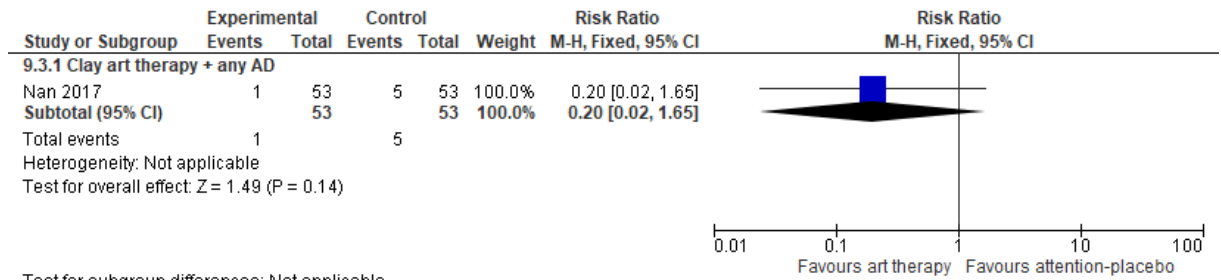 Experimental Control Risk Ratio Risk Ratio
Study or Subgroup Events Total Events Total Weight M-H, Fixed, 95% CI M-H, Fixed, 95% CI
9.3.1 Clay art therapy + any AD
Nan 2017 1 53 5 53 100.0% 0.20 [0.02, 1.65]
Subtotal (95% CI) 53 53 100.0% 0.20 [0.02, 1.65]
Total events 1 5
Heterogeneity: Not applicable
Test for overall effect: Z = 1.49 (P = 0.14)
0.01 0.1 1 10 100
Favours art therapy Favours attention-placebo
Test for subgroup differences: Not applicable